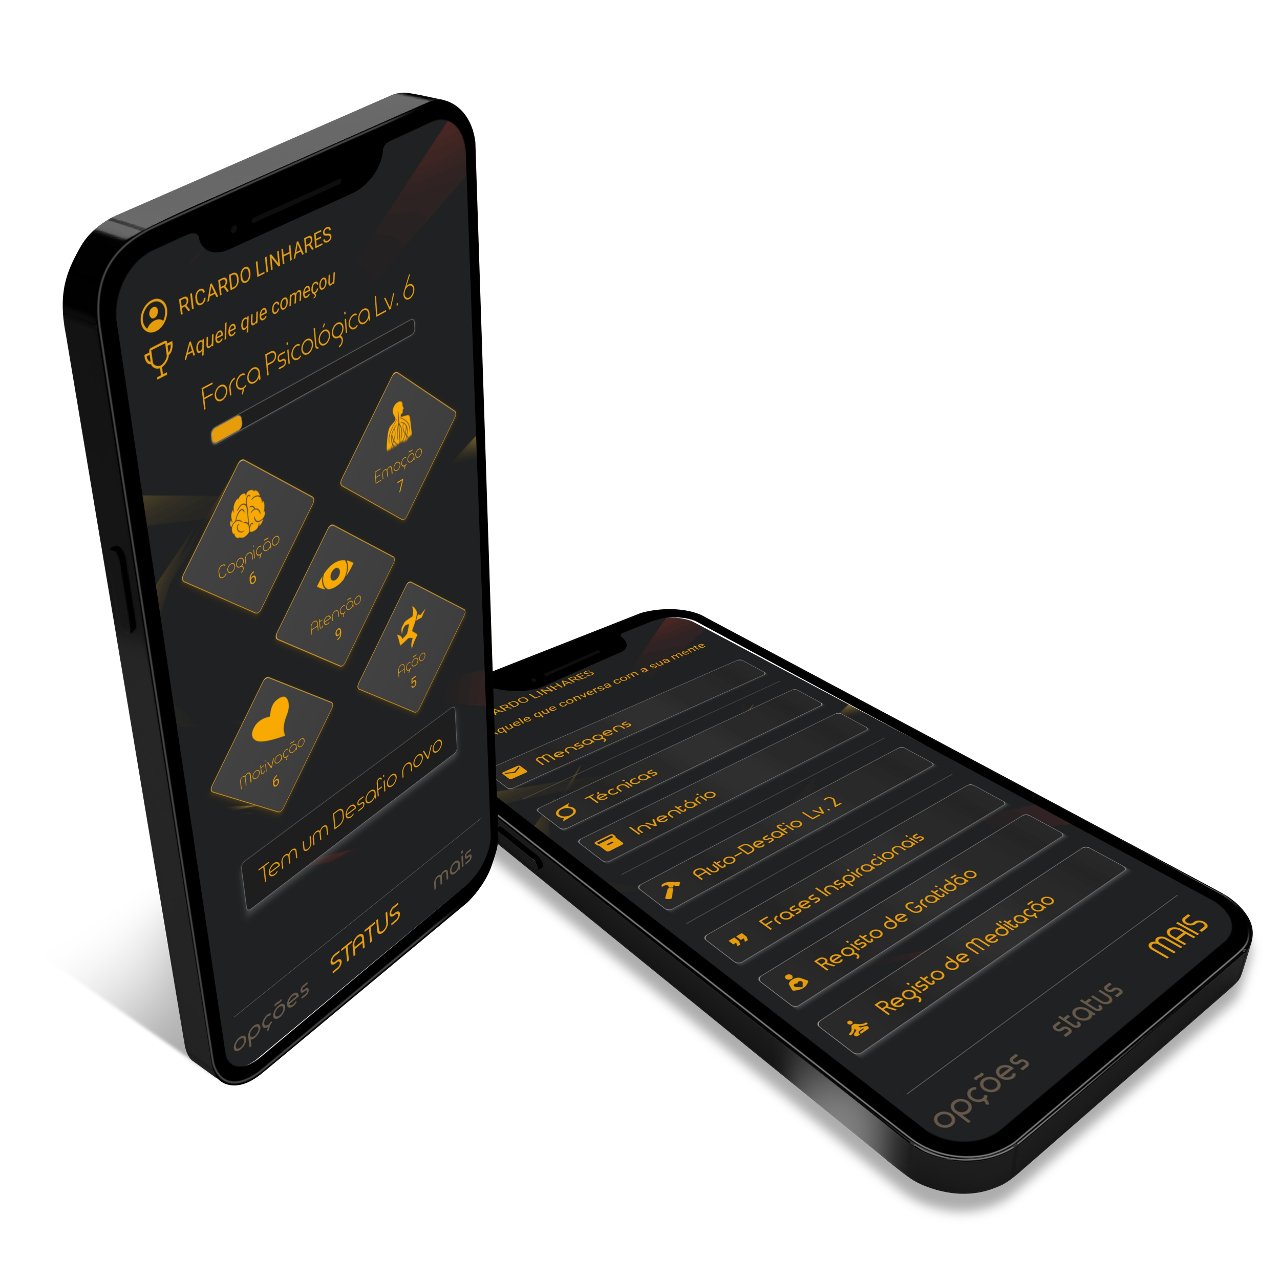 RICARDO LINHARES
Aquele que começou
Força Psicológica Lv. 6
Emoção
7
Cognição
6
Atenção
9
Ação
5
Motivação
6
Tem um Desafio novo
opções STATUS mais
ARDO LINHARES
quele que conversa com a sua mente
Mensagens
Técnicas
Inventário
Auto-Desafio Lv. 2
Frases Inspiracionais
Registo de Gratidão
Registo de Meditação
opções status MAIS